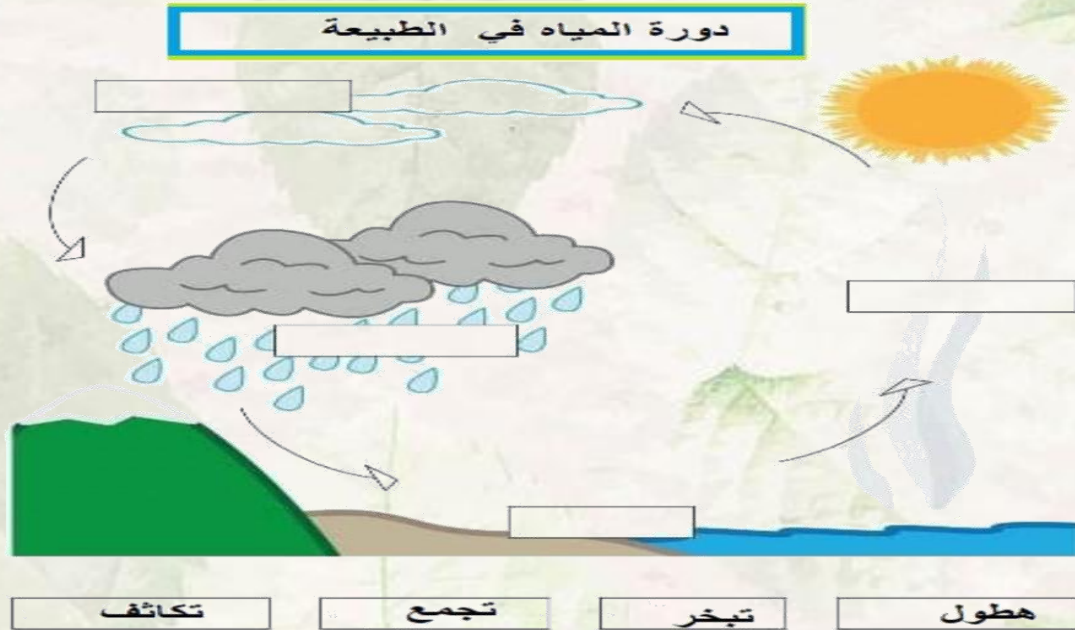 دورة المياه في الطبيعة
هطول
تبخر
تجمع
تكاثف